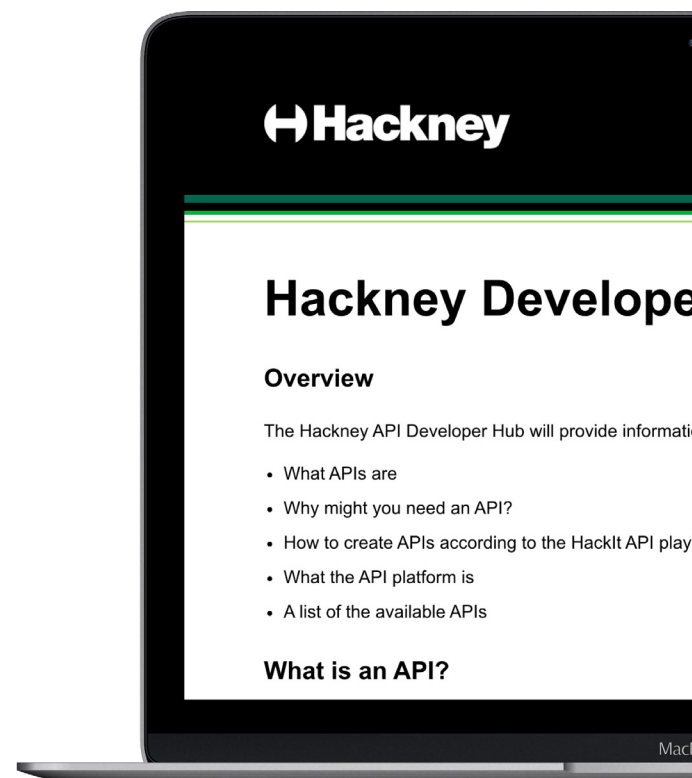 Hackney
Hackney Develope
Overview
The Hackney API Developer Hub will provide informati
• What APIs are
• Why might you need an API?
• How to create APIs according to the HackIt API play
• What the API platform is
• A list of the available APIs
What is an API?
Mac